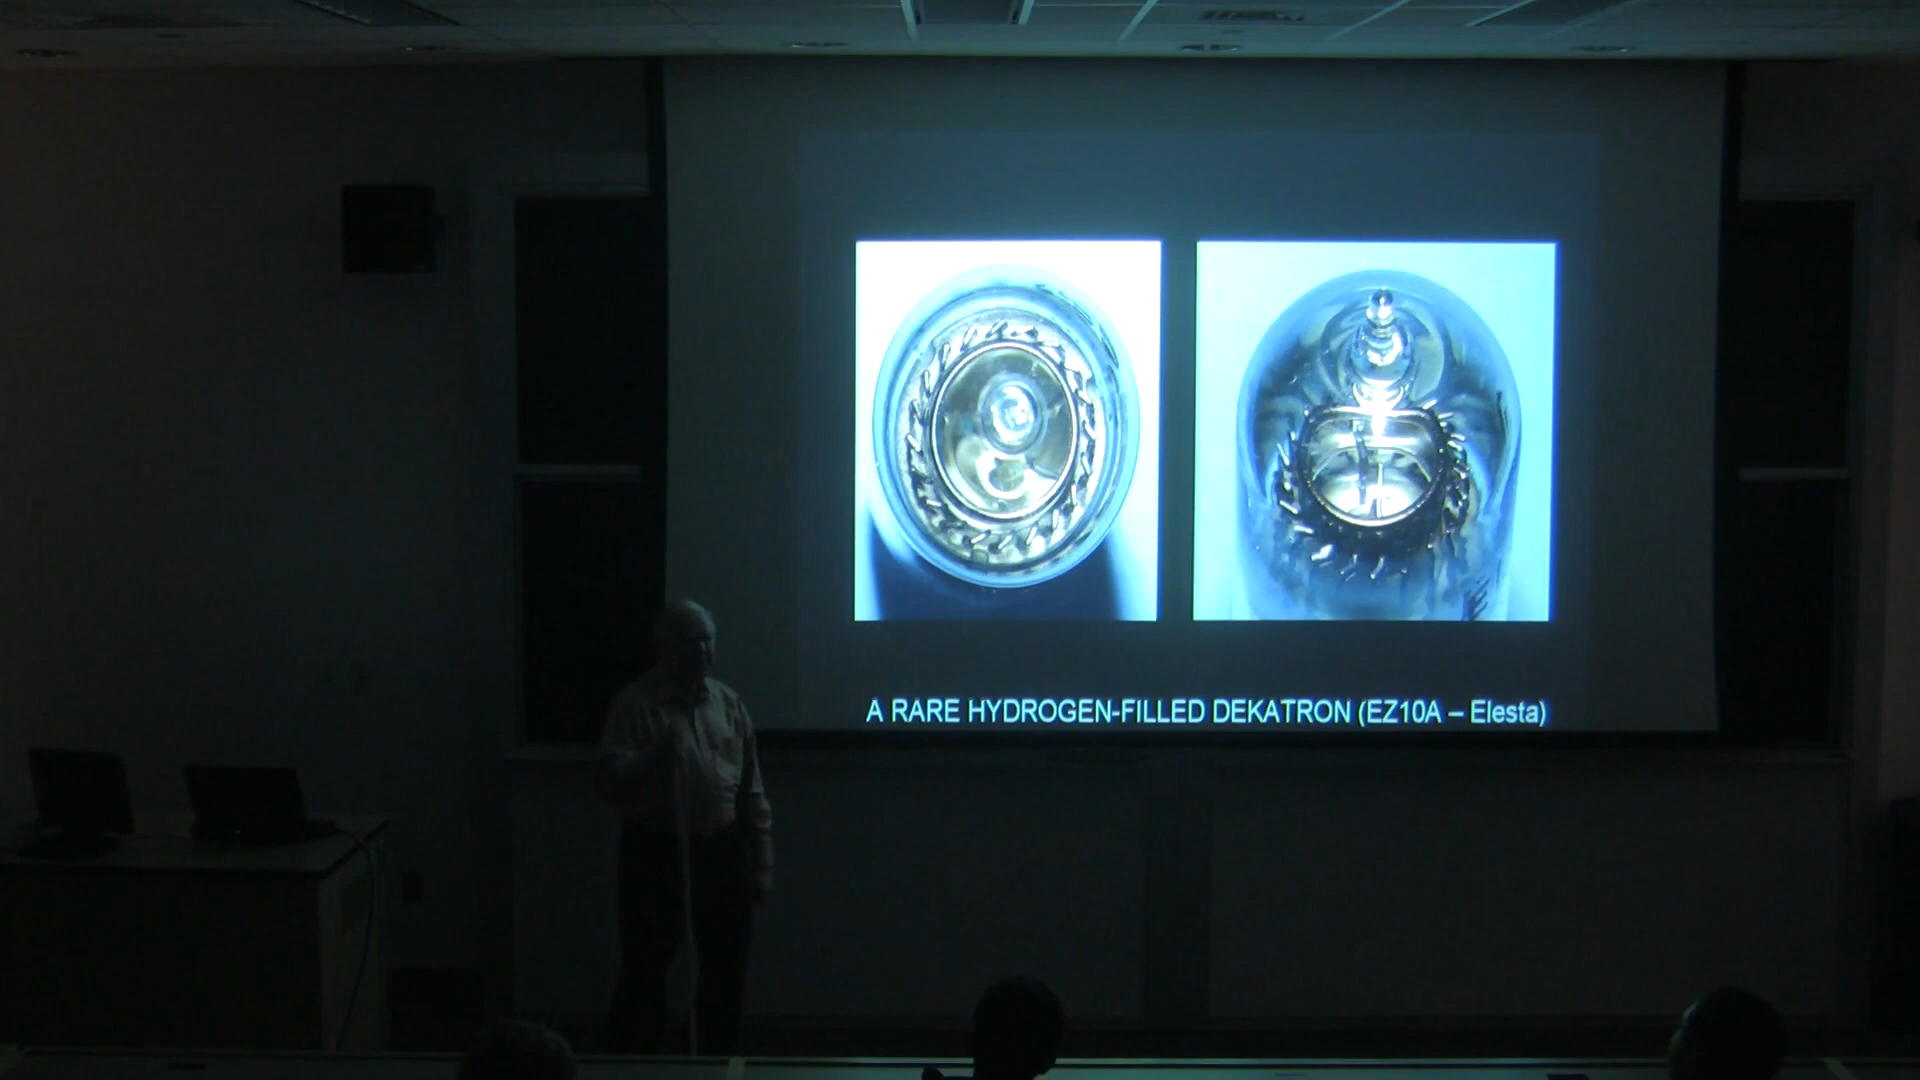 A RARE HYDROGEN-FILLED DEKATRON (EZ10A – Elesta)